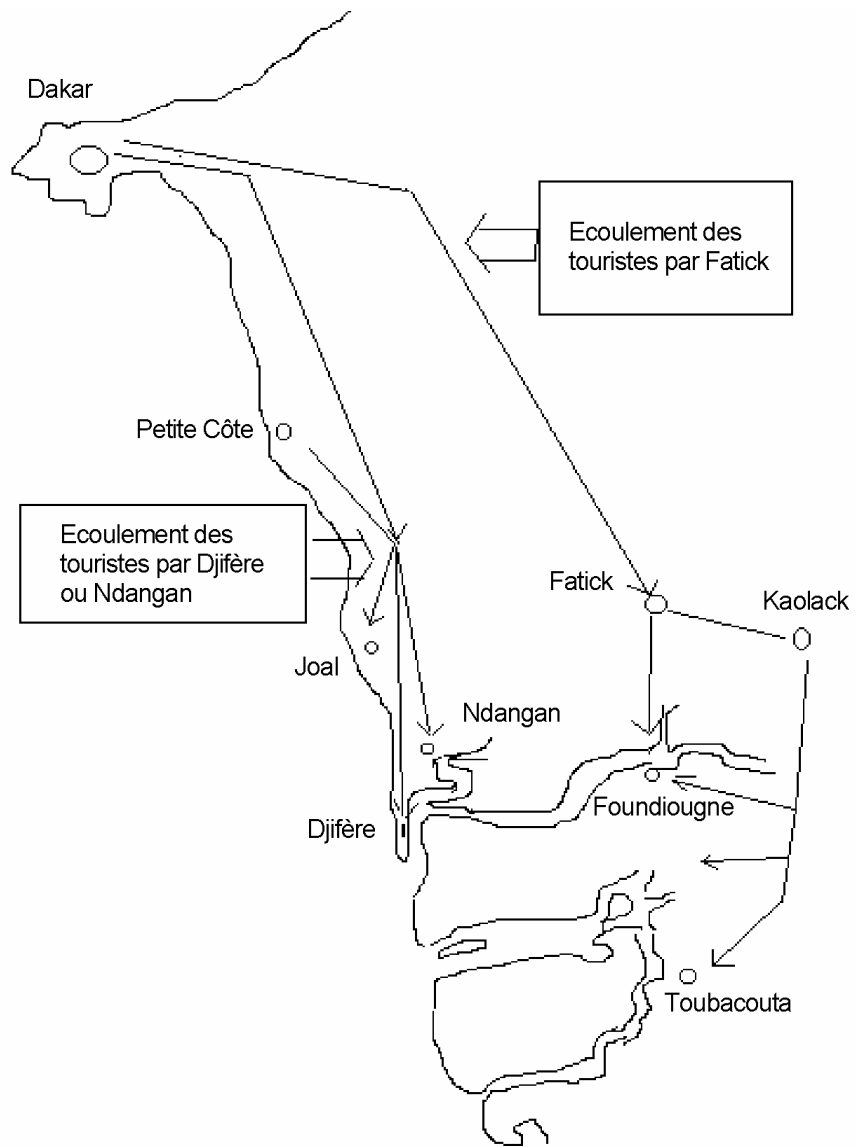 Dakar
Ecoulement des
touristes par Fatick
Petite Côte
Ecoulement des
touristes par Djifère
ou Ndangan
Fatick
Kaolack
Joal
Ndangan
Foundiougne
Djifère
Toubacouta